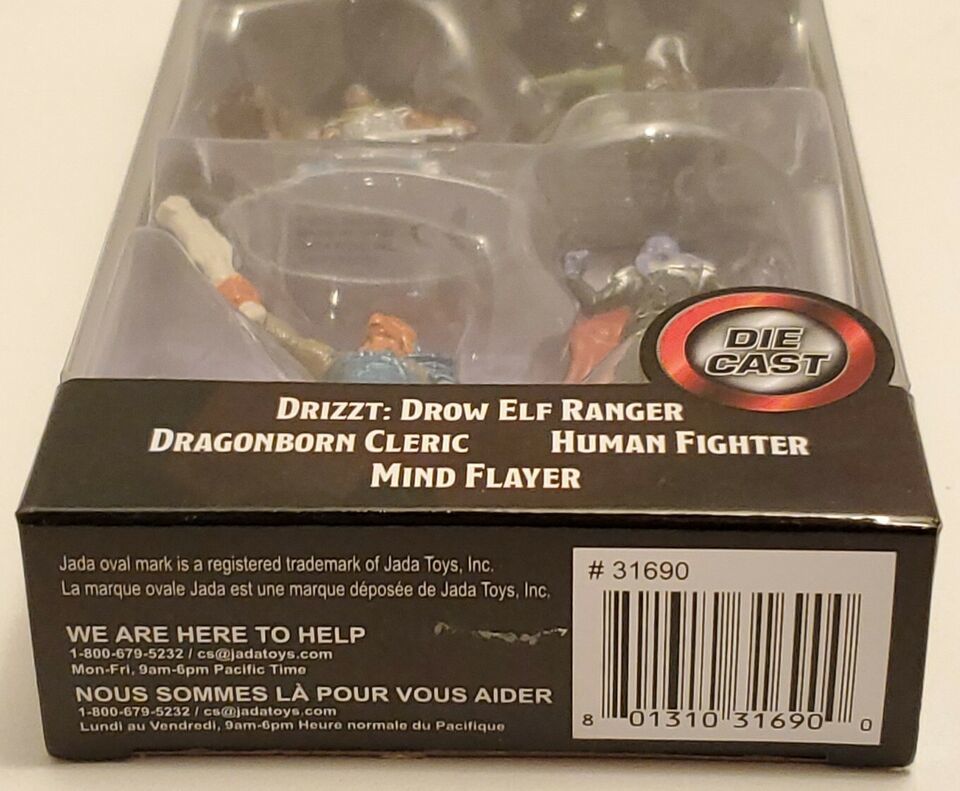 DIE
CAST
DRIZZT: DROW ELF RANGER
DRAGONBORN CLERIC HUMAN FIGHTER
MIND FLAYER
Jada oval mark is a registered trademark of Jada Toys, Inc.
La marque ovale Jada est une marque déposée de Jada Toys, Inc.
WE ARE HERE TO HELP
1-800-679-5232 / cs@jadatoys.com
Mon-Fri, 9am-6pm Pacific Time
NOUS SOMMES LÀ POUR VOUS AIDER
1-800-679-5232 / cs@jadatoys.com
Lundi au Vendredi, 9am-6pm Heure normale du Pacifique
# 31690
8 01310 31690 0